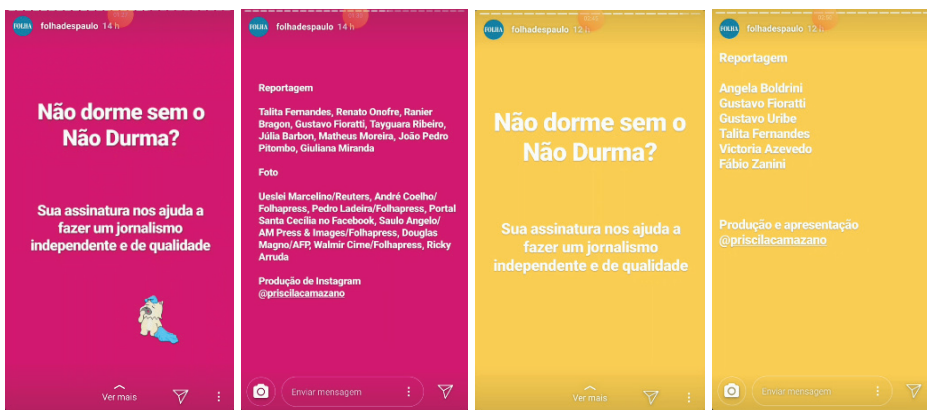 FOLHA folhadespaulo 14 h
Não dorme sem o
Não Durma?
Sua assinatura nos ajuda a
fazer um jornalismo
independente e de qualidade
Ver mais
FOLHA folhadespaulo 14 h
Reportagem
Talita Fernandes, Renato Onofre, Ranier
Bragon, Gustavo Fioratti, Tayguara Ribeiro,
Júlia Barbon, Matheus Moreira, João Pedro
Pitombo, Giuliana Miranda
Foto
Ueslei Marcelino/Reuters, André Coelho/
Folhapress, Pedro Ladeira/Folhapress, Portal
Santa Cecília no Facebook, Saulo Angelo/
AM Press & Images/Folhapress, Douglas
Magno/AFP, Walmir Cirne/Folhapress, Ricky
Arruda
Produção de Instagram
@priscilacamazano
Enviar mensagem
FOLHA folhadespaulo 12 h
Não dorme sem o
Não Durma?
Sua assinatura nos ajuda a
fazer um jornalismo
independente e de qualidade
Ver mais
FOLHA folhadespaulo 12 h
Reportagem
Angela Boldrini
Gustavo Fioratti
Gustavo Uribe
Talita Fernandes
Victoria Azevedo
Fábio Zanini
Produção e apresentação
@priscilacamazano
Enviar mensagem